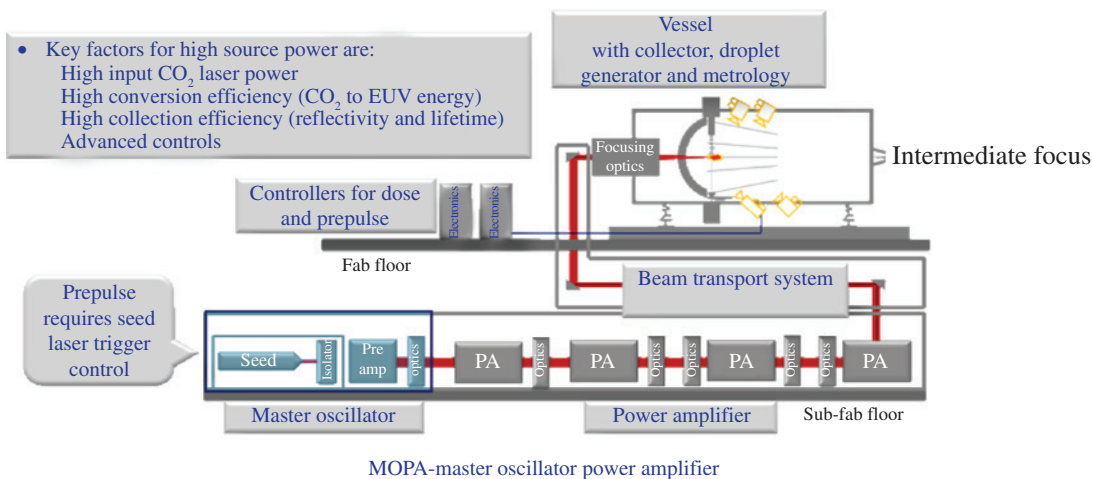 • Key factors for high source power are:
High input CO₂ laser power
High conversion efficiency (CO₂ to EUV energy)
High collection efficiency (reflectivity and lifetime)
Advanced controls
Vessel
with collector, droplet
generator and metrology
Focusing
optics
Intermediate focus
Controllers for dose
and prepulse
Electronics
Electronics
Fab floor
Beam transport system
Prepulse
requires seed
laser trigger
control
Seed
Isolator
Pre
amp
optics
PA
Optics
PA
Optics
Optics
PA
Optics
Optics
PA
Master oscillator
Power amplifier
Sub-fab floor
MOPA-master oscillator power amplifier